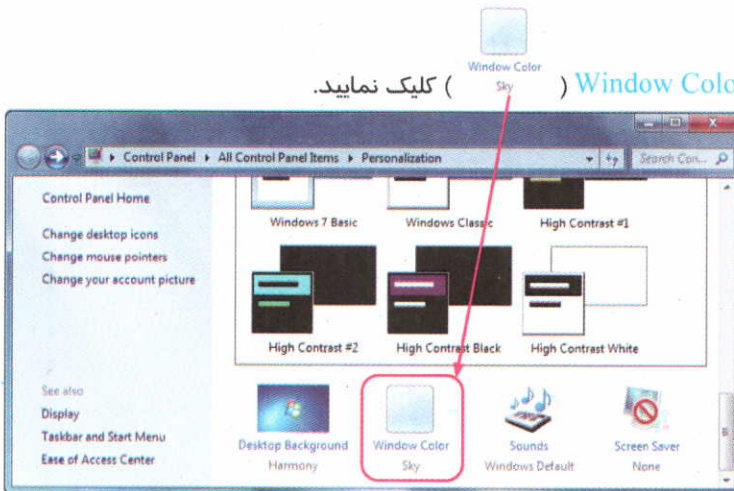 Window Color
Sky
Window Colo ( ) کلیک نمایید.
Control Panel ▸ All Control Panel Items ▸ Personalization
Search Con...
Control Panel Home
Change desktop icons
Change mouse pointers
Change your account picture
Windows 7 Basic
Windows Classic
High Contrast #1
High Contrast #2
High Contrast Black
High Contrast White
See also
Display
Taskbar and Start Menu
Ease of Access Center
Desktop Background
Harmony
Window Color
Sky
Sounds
Windows Default
Screen Saver
None